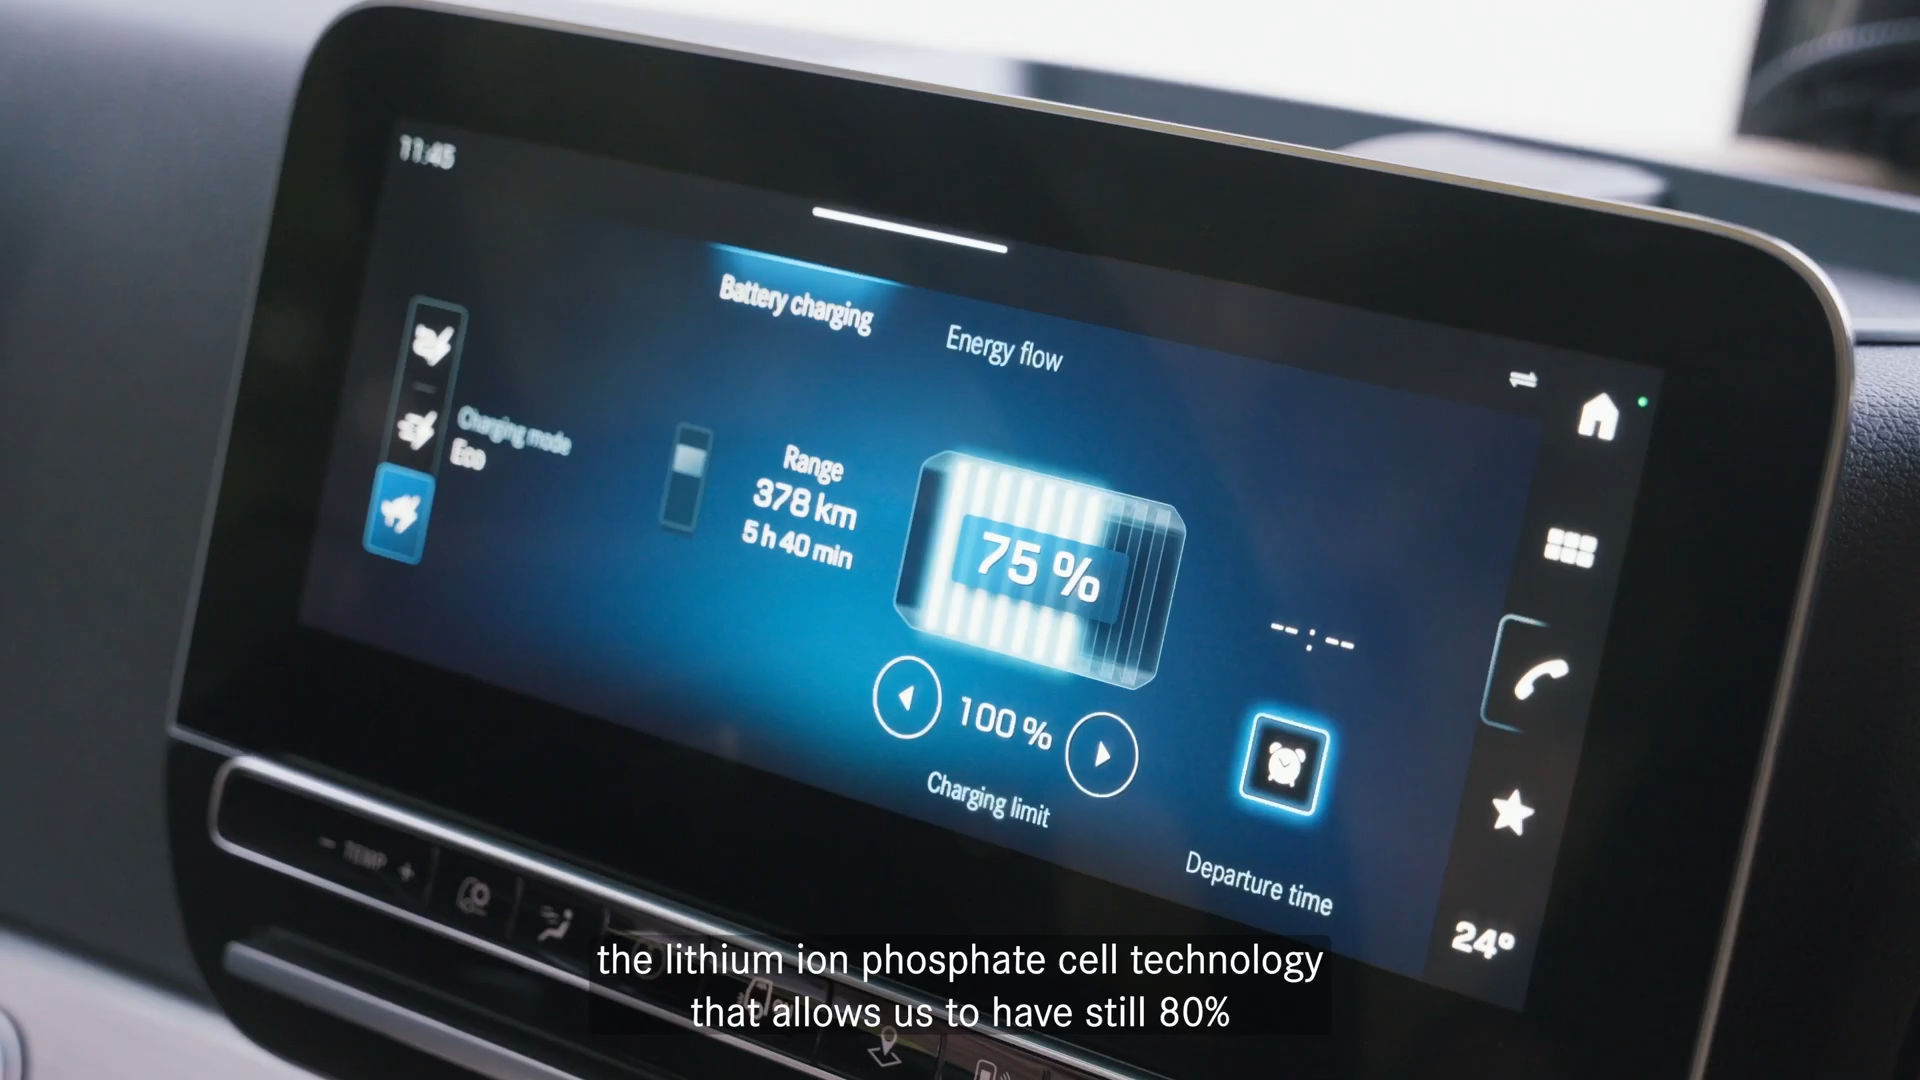 11:45
Battery charging
Energy flow
Charging mode
Eco
Range
378 km
5 h 40 min
75 %
100 %
Charging limit
-- : --
Departure time
24°
− TEMP +
the lithium ion phosphate cell technology
that allows us to have still 80%